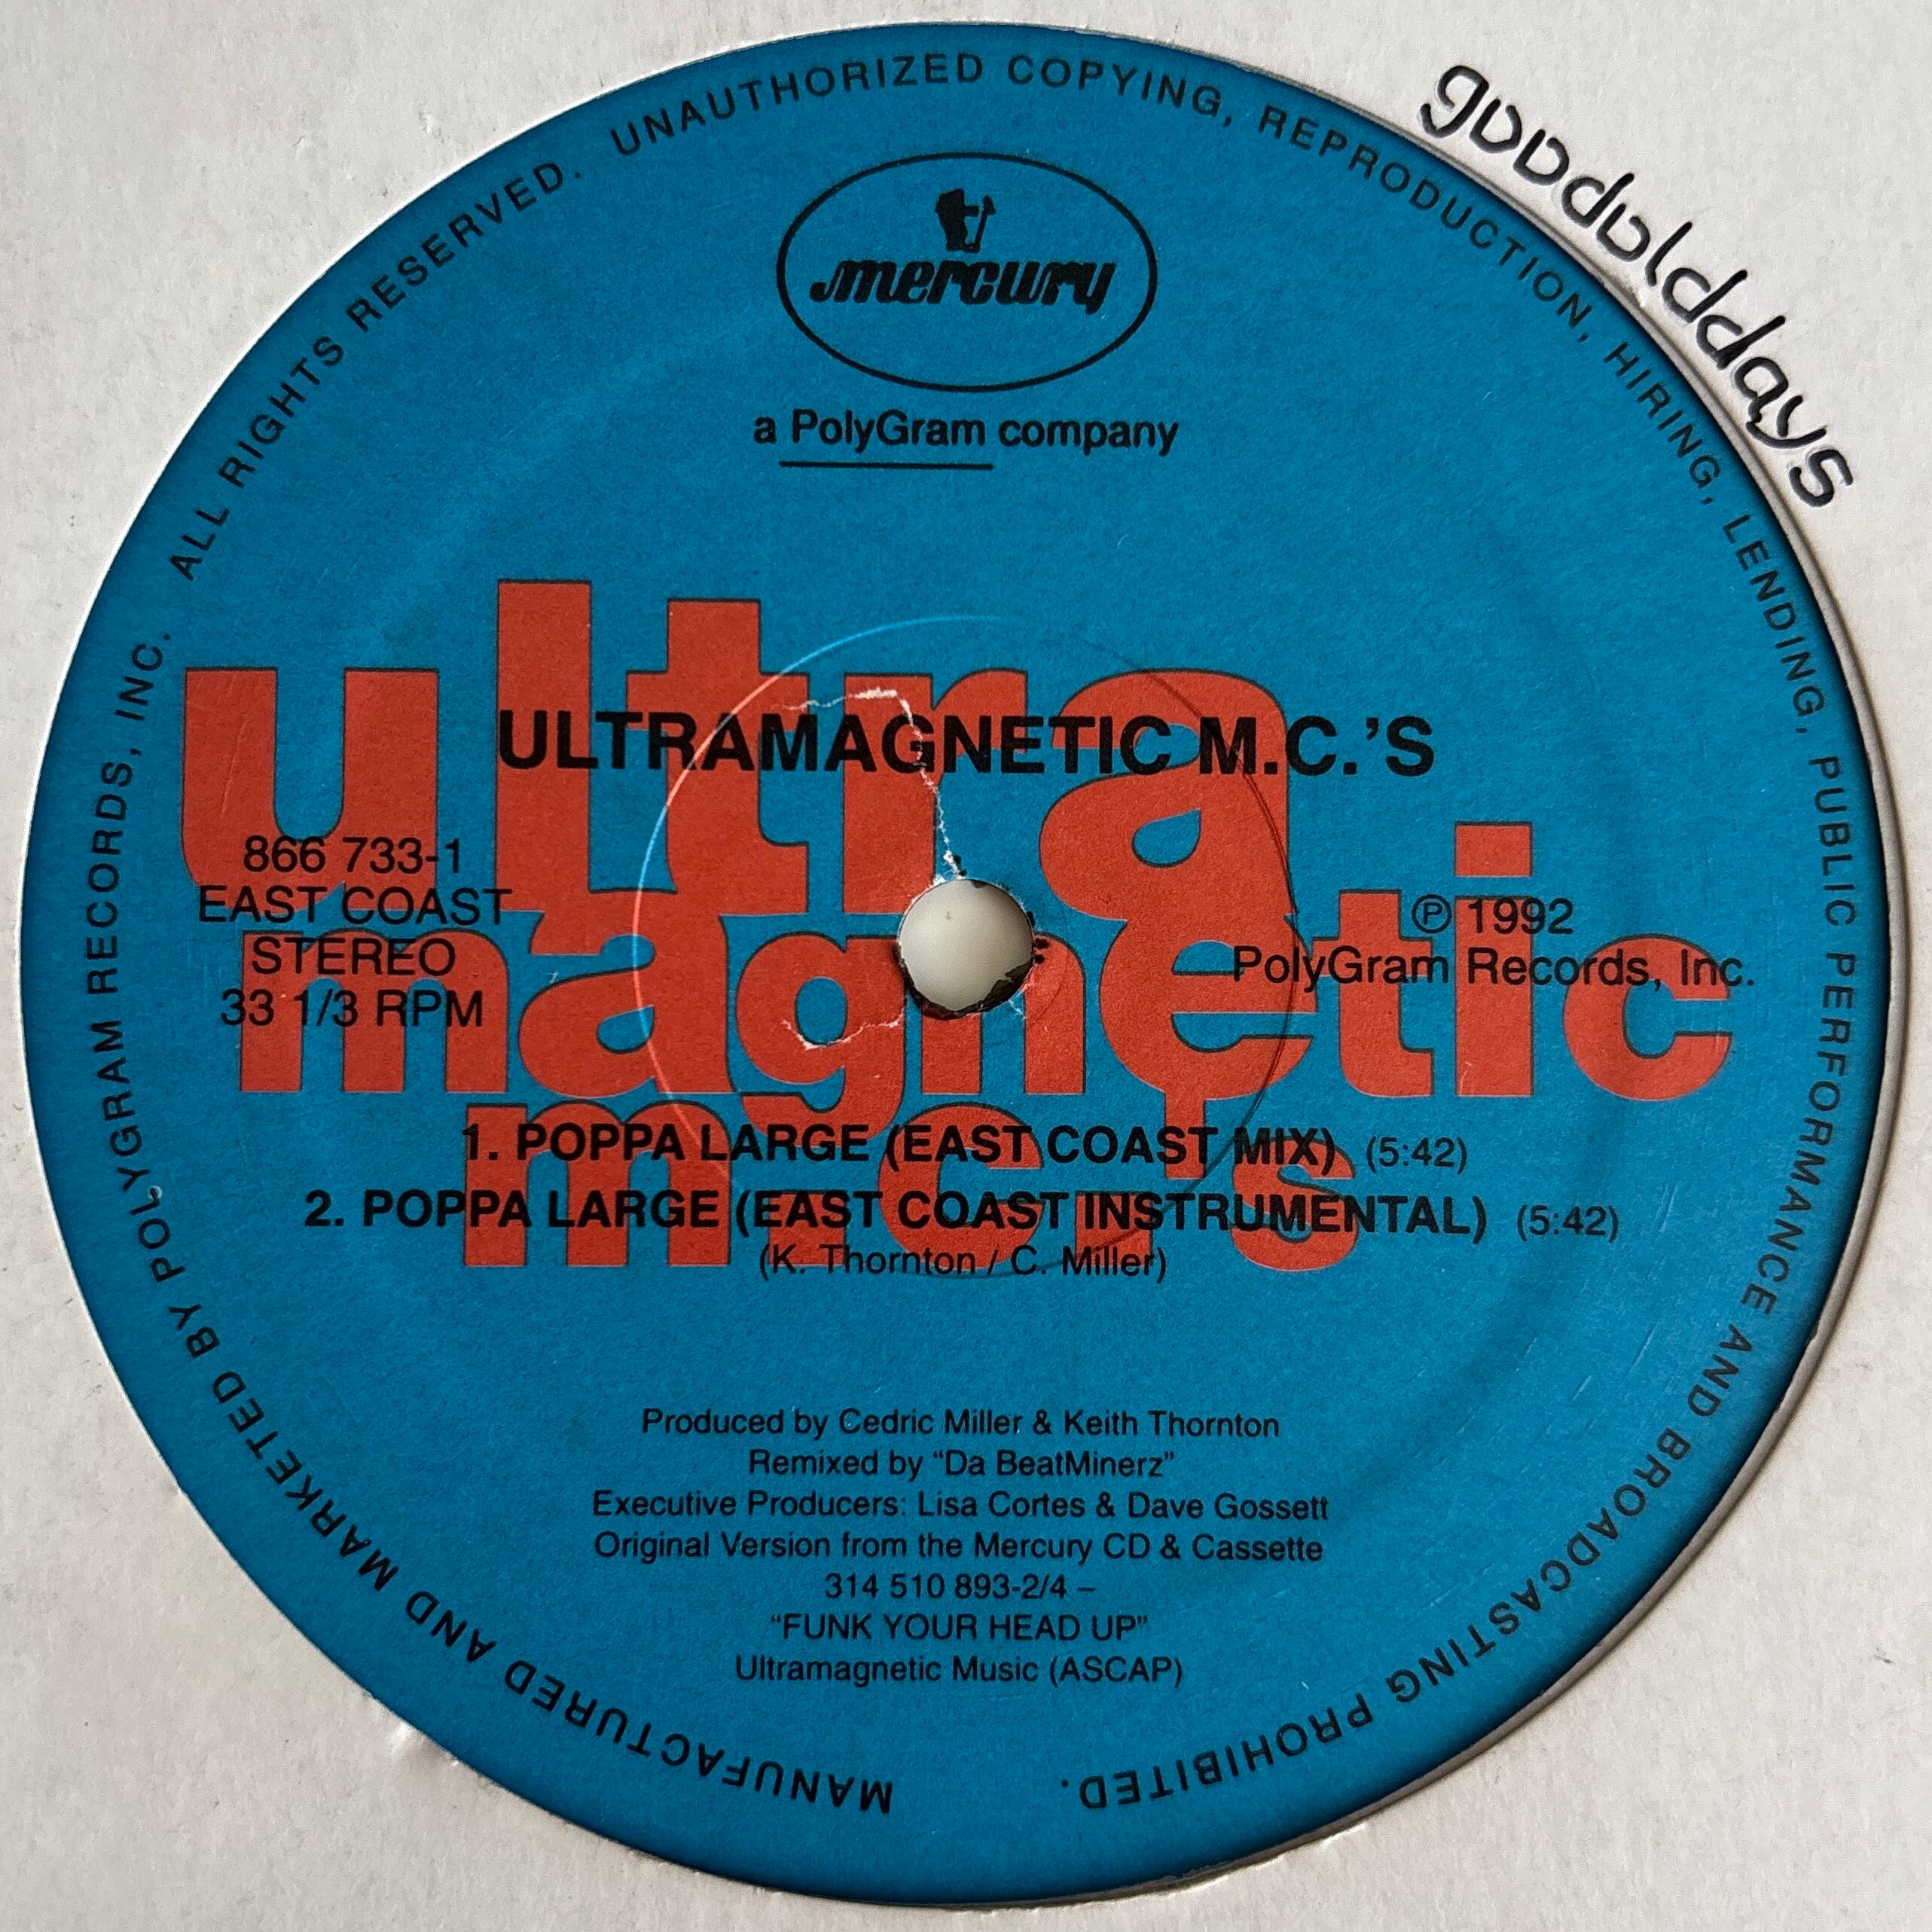 gooddolddays
MANUFACTURED AND MARKETED BY POLYGRAM RECORDS, INC. ALL RIGHTS RESERVED. UNAUTHORIZED COPYING, REPRODUCTION, HIRING, LENDING, PUBLIC PERFORMANCE AND BROADCASTING PROHIBITED.
mercury
a PolyGram company
ultra
magnetic
m.c.'s
ULTRAMAGNETIC M.C.'S
866 733-1
EAST COAST
STEREO
33 1/3 RPM
℗ 1992
PolyGram Records, Inc.
1. POPPA LARGE (EAST COAST MIX) (5:42)
2. POPPA LARGE (EAST COAST INSTRUMENTAL) (5:42)
(K. Thornton / C. Miller)
Produced by Cedric Miller & Keith Thornton
Remixed by “Da BeatMinerz”
Executive Producers: Lisa Cortes & Dave Gossett
Original Version from the Mercury CD & Cassette
314 510 893-2/4 –
“FUNK YOUR HEAD UP”
Ultramagnetic Music (ASCAP)